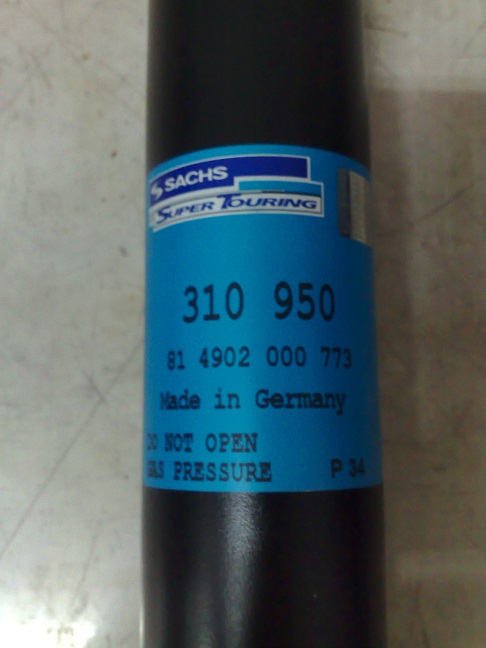 SACHS
SUPER TOURING
310 950
81 4902 000 773
Made in Germany
DO NOT OPEN
GAS PRESSURE P 34